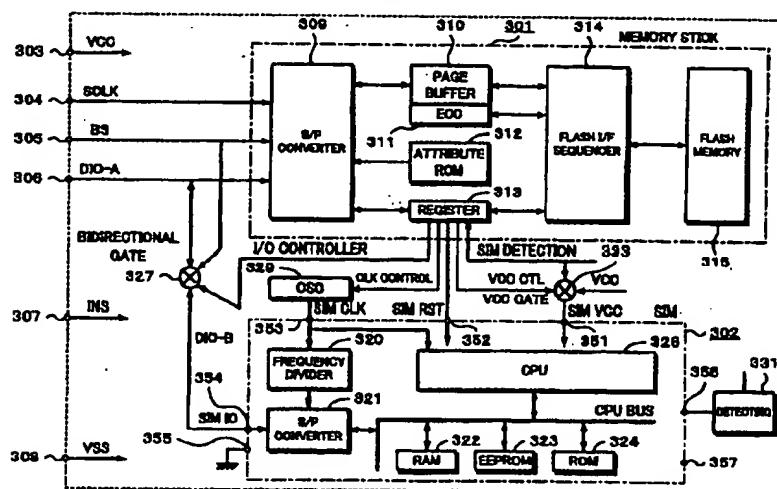 309 310 301 314
303 VCC MEMORY STICK
304 SCLK
PAGE
BUFFER
ECC
305 BS
S/P
CONVERTER
311 312
FLASH I/F
SEQUENCER
FLASH
MEMORY
306 DIO-A
ATTRIBUTE
ROM
313
REGISTER
BIDIRECTIONAL
GATE
327
I/O CONTROLLER
329
OSC
CLK CONTROL
SIM DETECTION
VCC CTL
VCC GATE
333
VCC
315
307 INS
SIM CLK
SIM RST
SIM VCC
SIM
302
353 320 352 351 326
DIO-B
FREQUENCY
DIVIDER
CPU
321
354
356 331
DETECTING
SIM IO
S/P
CONVERTER
CPU BUS
355
322 323 324
RAM EEPROM ROM
357
308 VSS